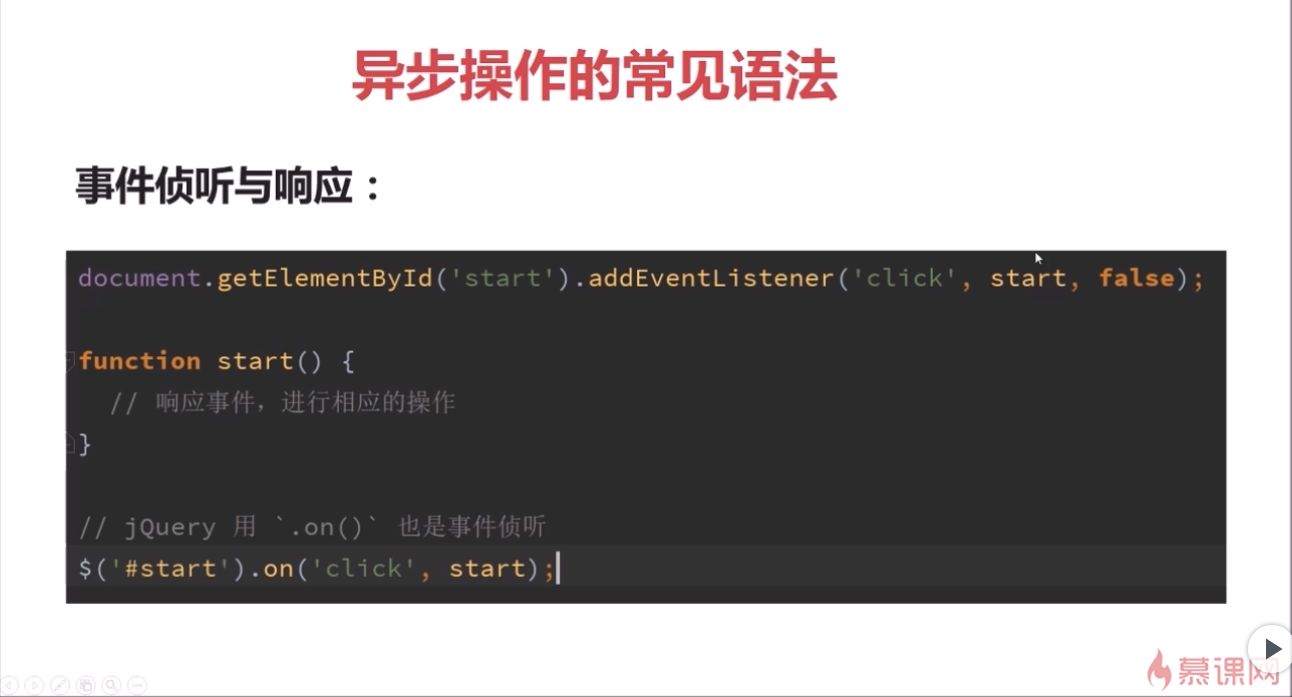 异步操作的常见语法
事件侦听与响应：
document.getElementById('start').addEventListener('click', start, false);
function start() {
// 响应事件，进行相应的操作
}
// jQuery 用 `.on()` 也是事件侦听
$('#start').on('click', start);
慕课网